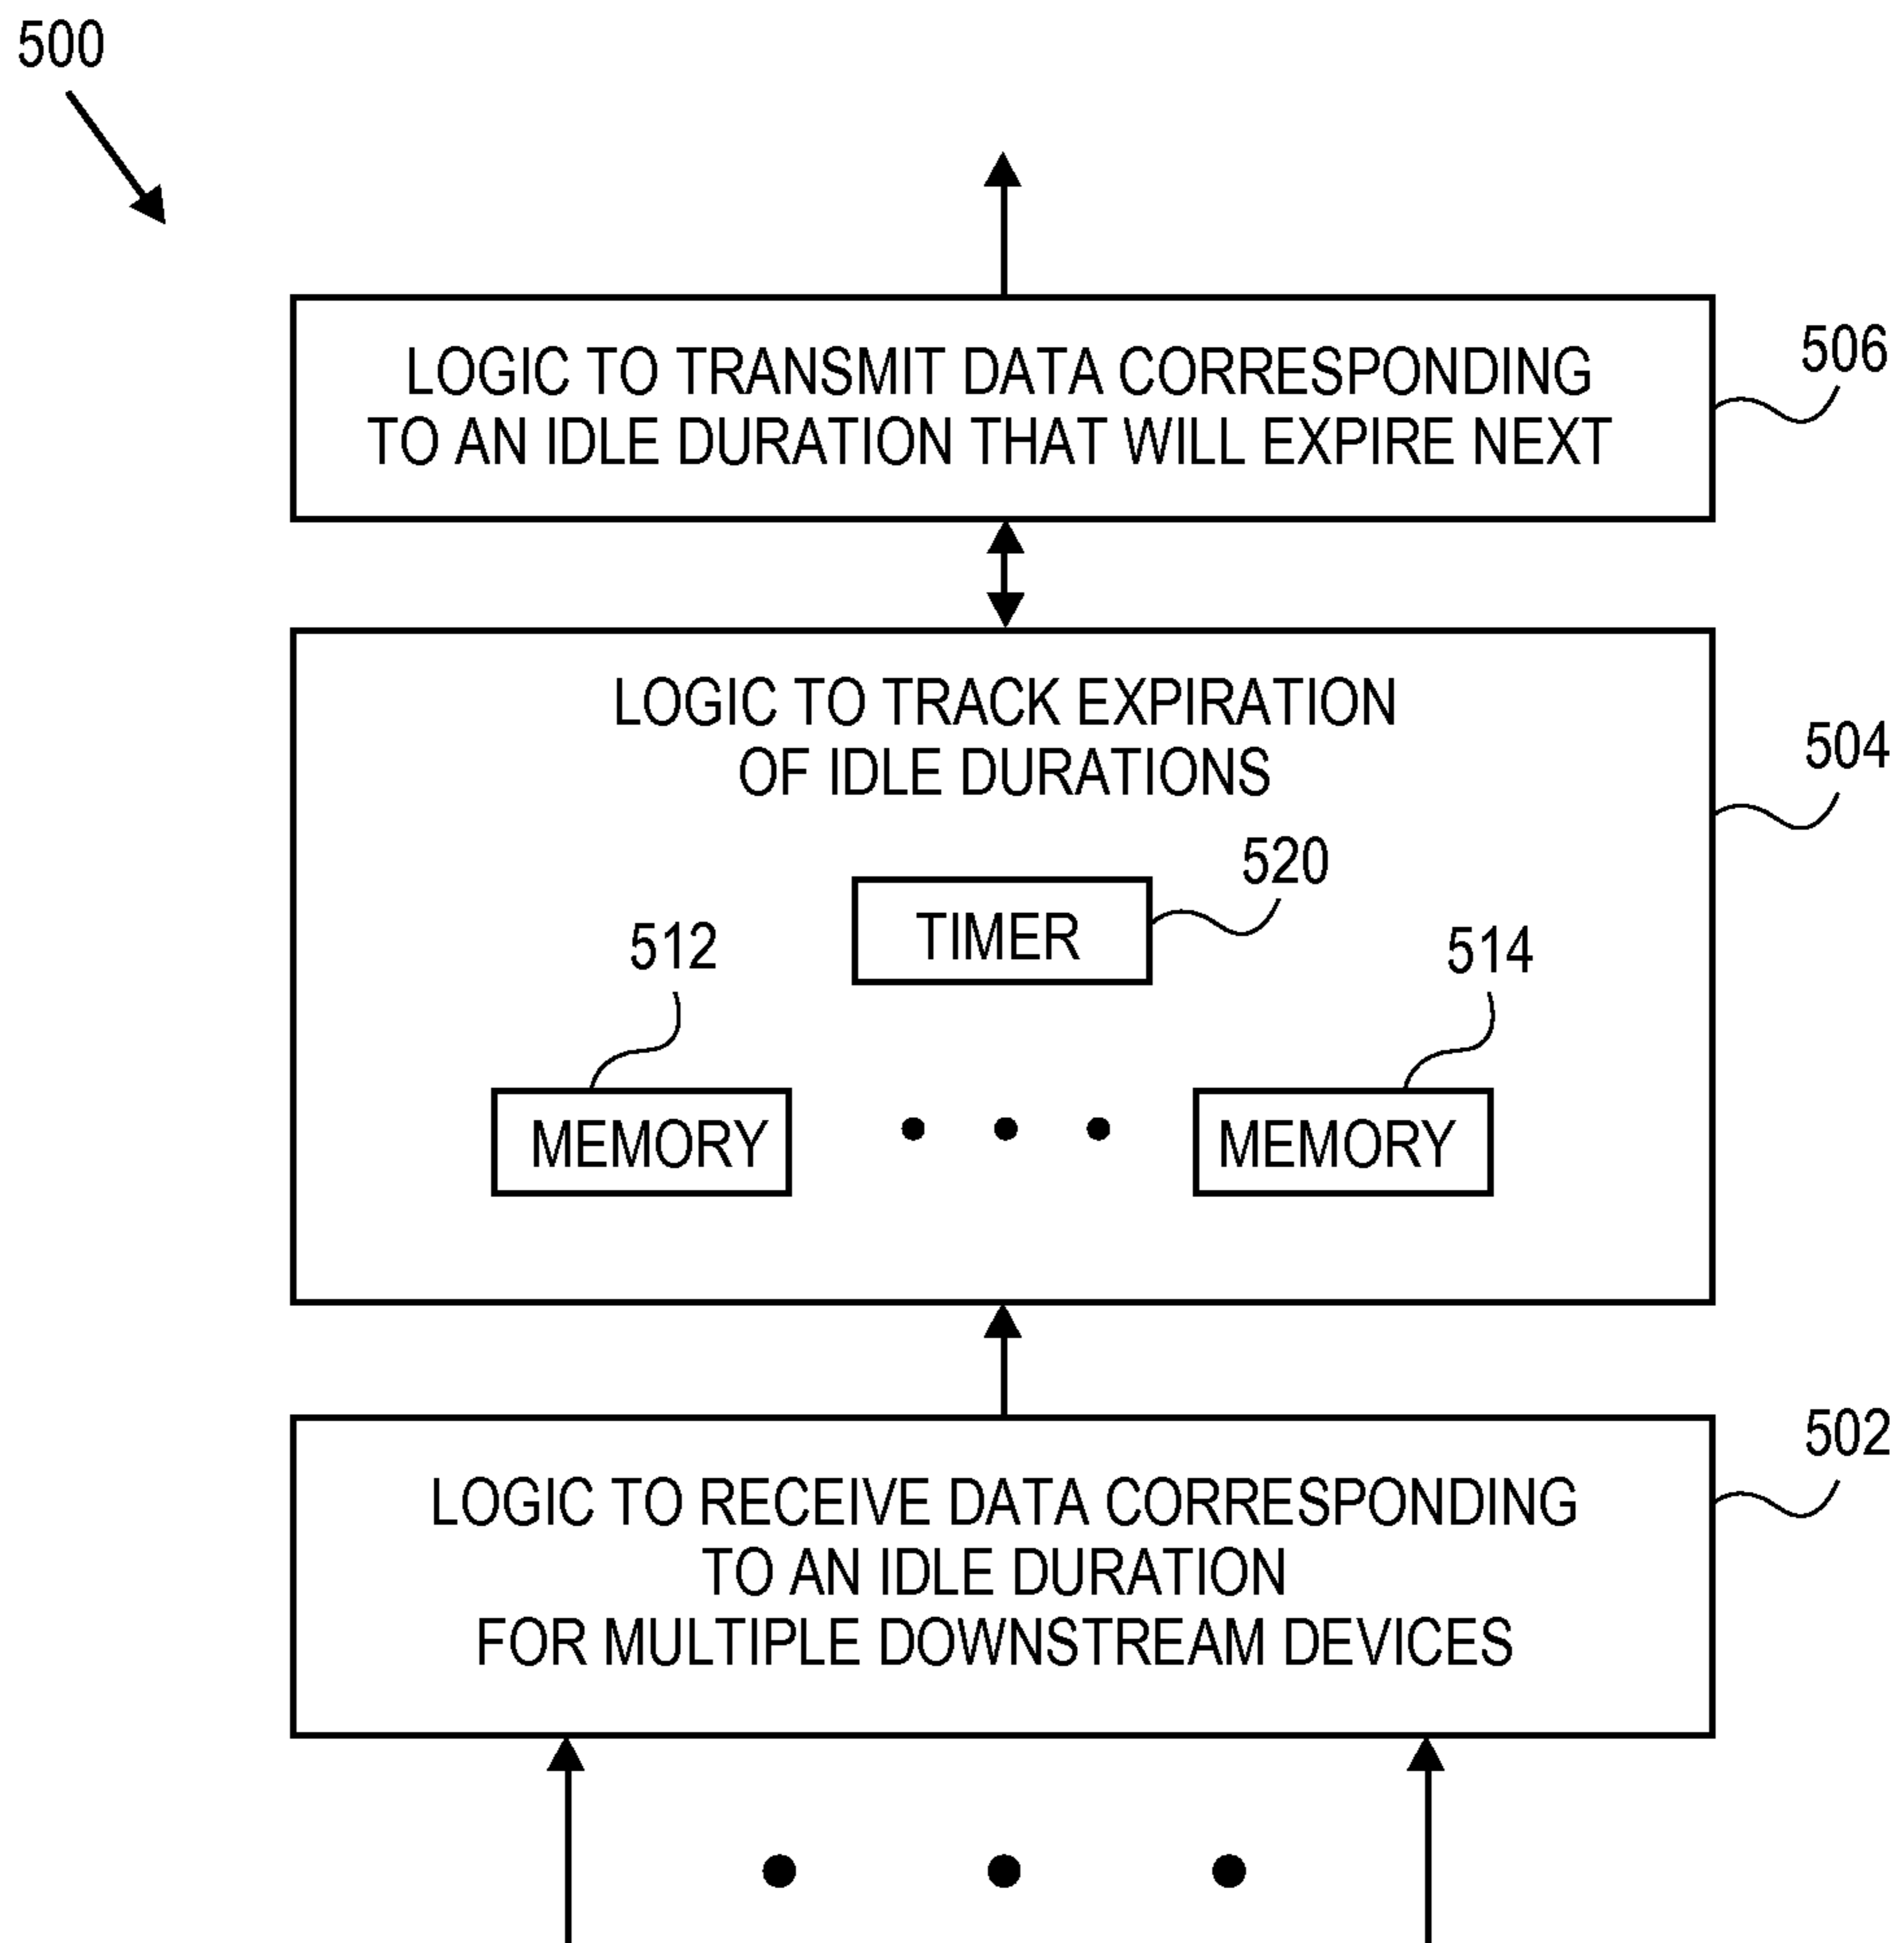 500
LOGIC TO TRANSMIT DATA CORRESPONDING
TO AN IDLE DURATION THAT WILL EXPIRE NEXT
506
LOGIC TO TRACK EXPIRATION
OF IDLE DURATIONS
504
520
TIMER
512
514
MEMORY
MEMORY
502
LOGIC TO RECEIVE DATA CORRESPONDING
TO AN IDLE DURATION
FOR MULTIPLE DOWNSTREAM DEVICES